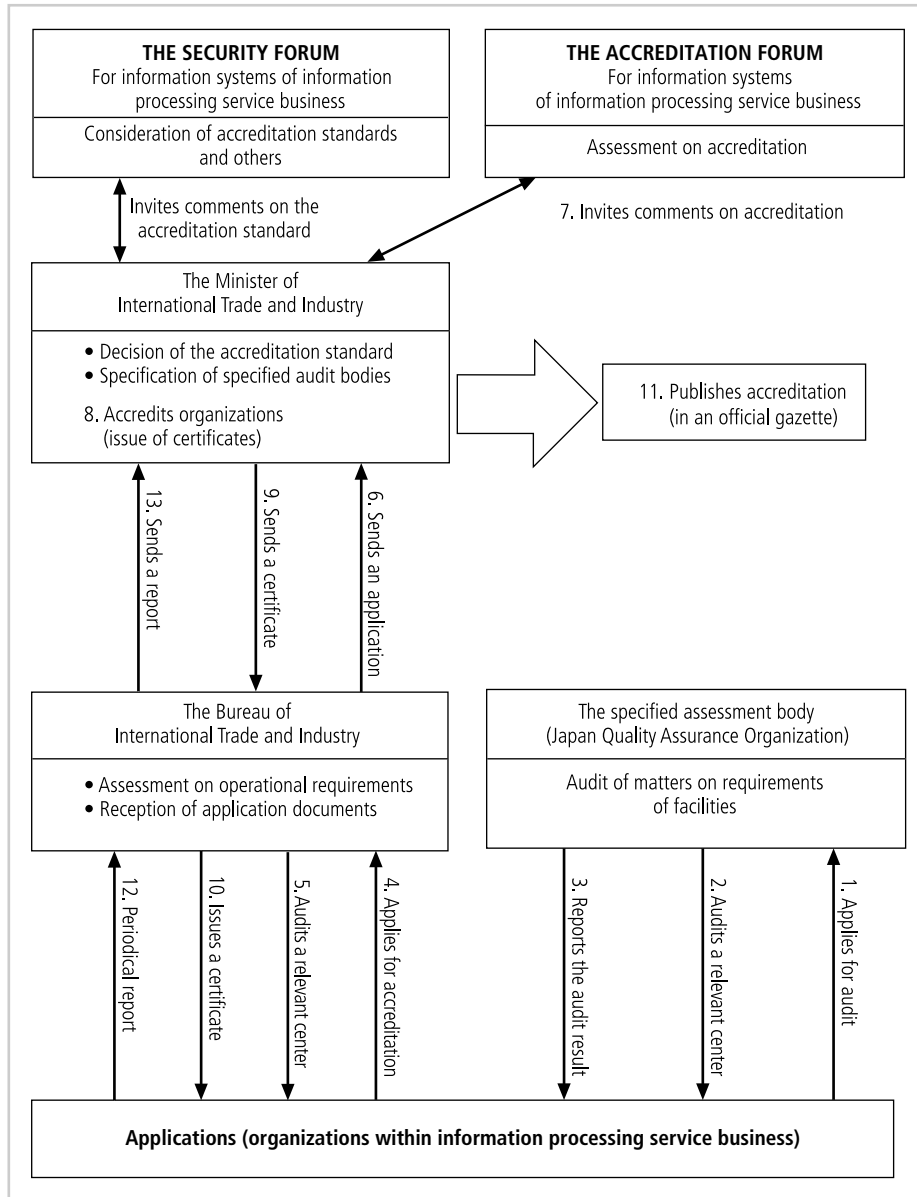 THE SECURITY FORUM
For information systems of information
processing service business
Consideration of accreditation standards
and others
THE ACCREDITATION FORUM
For information systems
of information processing service business
Assessment on accreditation
Invites comments on the
accreditation standard
7. Invites comments on accreditation
The Minister of
International Trade and Industry
• Decision of the accreditation standard
• Specification of specified audit bodies
8. Accredits organizations
(issue of certificates)
11. Publishes accreditation
(in an official gazette)
13. Sends a report
9. Sends a certificate
6. Sends an application
The Bureau of
International Trade and Industry
• Assessment on operational requirements
• Reception of application documents
The specified assessment body
(Japan Quality Assurance Organization)
Audit of matters on requirements
of facilities
12. Periodical report
10. Issues a certificate
5. Audits a relevant center
4. Applies for accreditation
3. Reports the audit result
2. Audits a relevant center
1. Applies for audit
Applications (organizations within information processing service business)